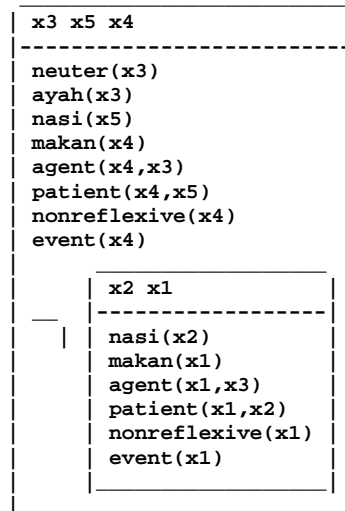 x3 x5 x4
neuter(x3)
ayah(x3)
nasi(x5)
makan(x4)
agent(x4,x3)
patient(x4,x5)
nonreflexive(x4)
event(x4)
x2 x1
nasi(x2)
makan(x1)
agent(x1,x3)
patient(x1,x2)
nonreflexive(x1)
event(x1)